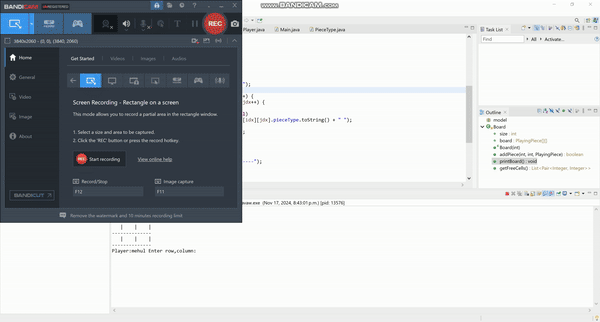 BANDICAM UNREGISTERED
www.BANDICAM.com
REC
3840x2060 - (0, 0), (3840, 2060)
Home
General
Video
Image
About
BANDICUT
Get Started
Videos
Images
Audio
Screen Recording - Rectangle on a screen
This mode allows you to record a partial area in the rectangle window.
1. Select a size and area to be captured.
2. Click the 'REC' button or press the record hotkey.
REC Start recording
View online help
Record/Stop
F12
Image capture
F11
Remove the watermark and 10 minutes recording limit
Player.java
Main.java
PieceType.java
");
+) {
jdx++) {
l)
[idx][jdx].pieceType.toString() + " ");
;
----");
Task List
Find
All
Activate...
Outline
model
Board
size : int
board : PlayingPiece[][]
Board(int)
addPiece(int, int, PlayingPiece) : boolean
printBoard() : void
getFreeCells() : List<Pair<Integer, Integer>>
(Nov 17, 2024, 8:43:01 p.m.) [pid: 13576]
| | |
-------------
| | |
-------------
Player:mehul Enter row,column: